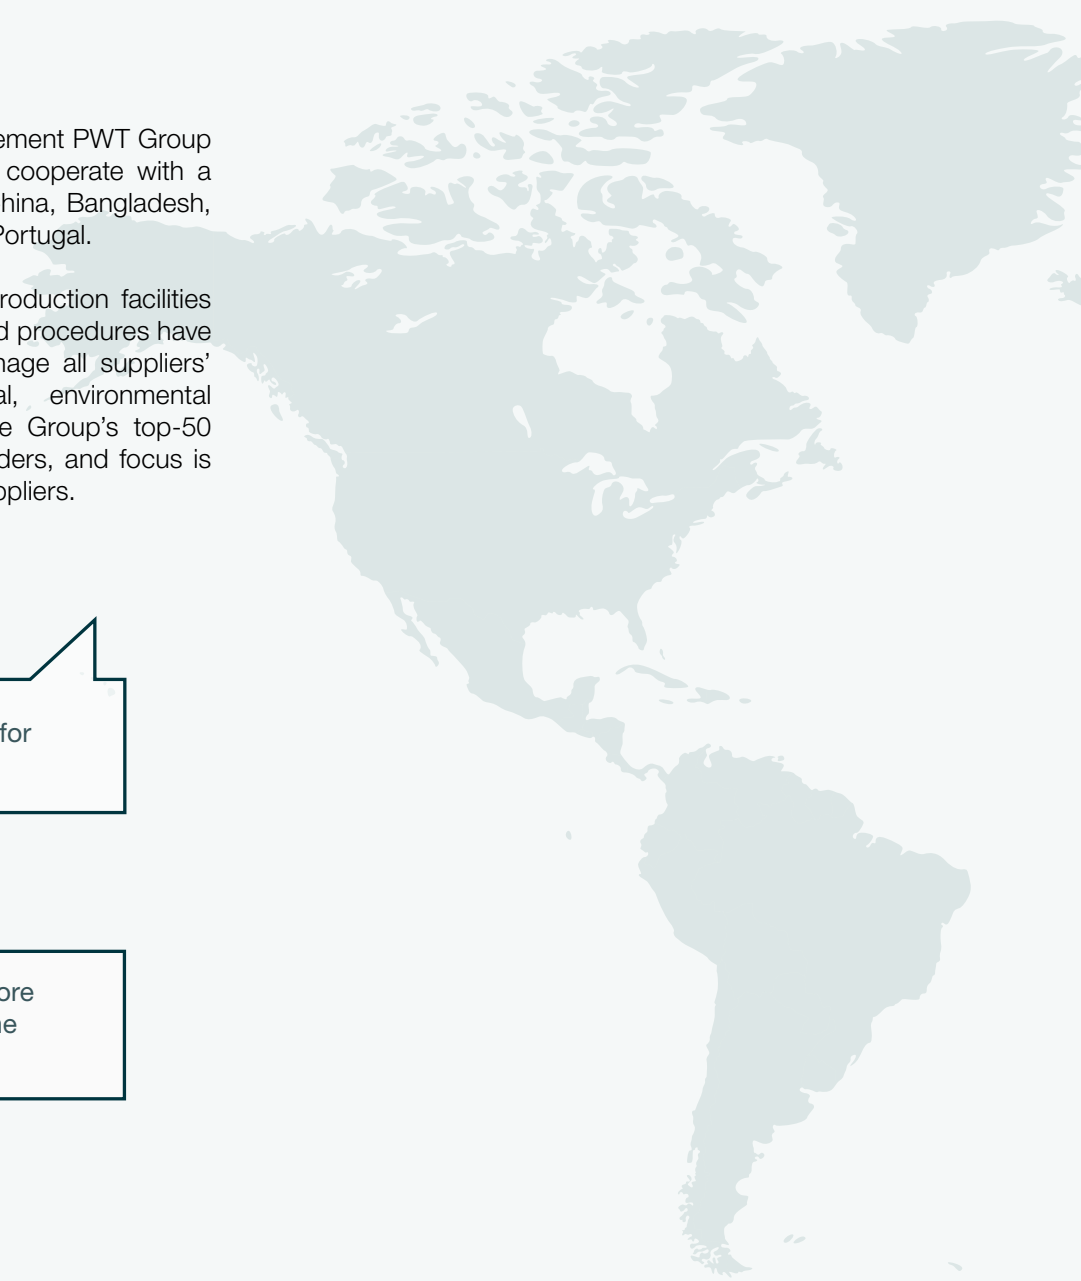 ement PWT Group
cooperate with a
hina, Bangladesh,
Portugal.
roduction facilities
d procedures have
nage all suppliers’
al, environmental
e Group’s top-50
ders, and focus is
ppliers.
for
ore
ne